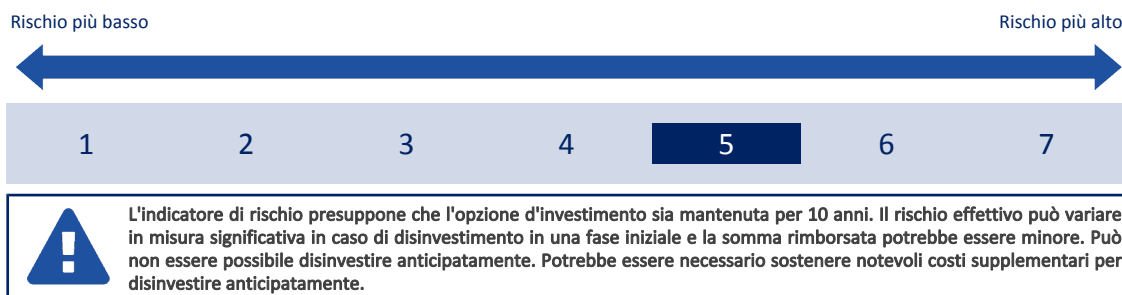 Rischio più basso Rischio più alto
1 2 3 4 5 6 7
L'indicatore di rischio presuppone che l'opzione d'investimento sia mantenuta per 10 anni. Il rischio effettivo può variare
in misura significativa in caso di disinvestimento in una fase iniziale e la somma rimborsata potrebbe essere minore. Può
non essere possibile disinvestire anticipatamente. Potrebbe essere necessario sostenere notevoli costi supplementari per
disinvestire anticipatamente.